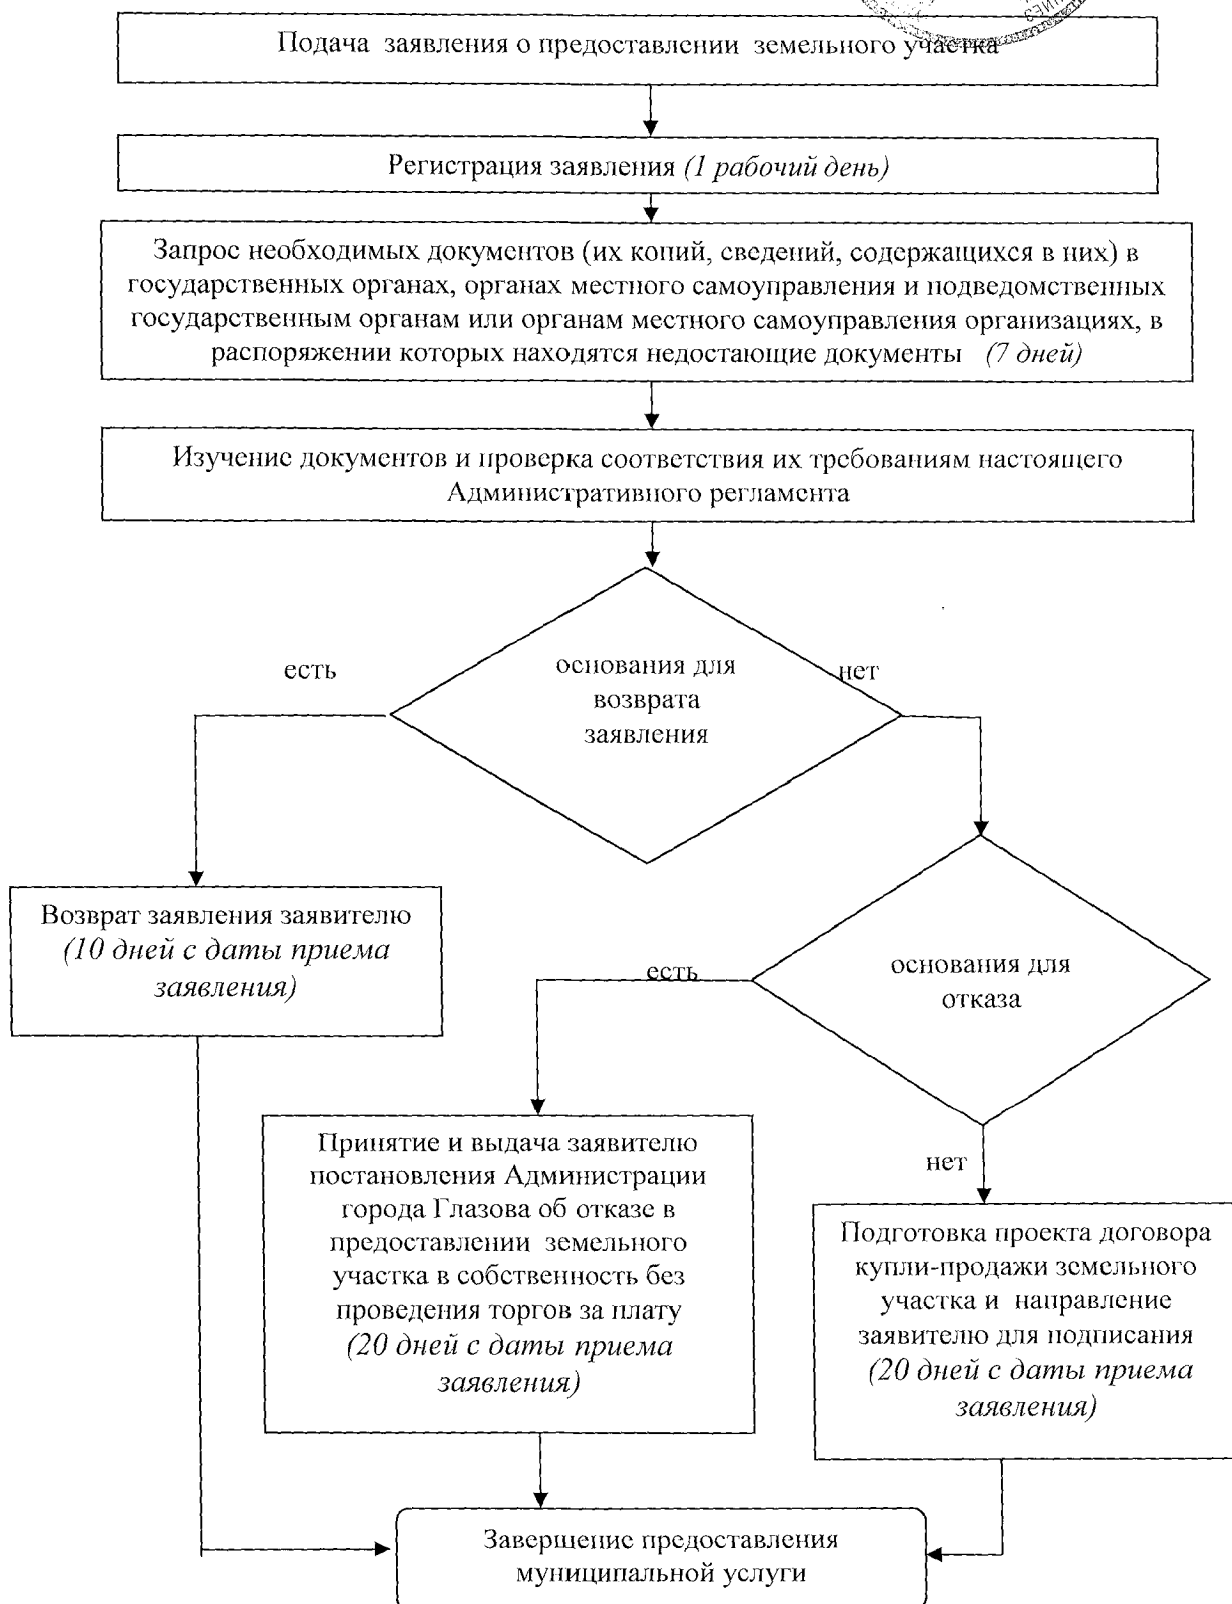 Подача заявления о предоставлении земельного участка
Регистрация заявления (1 рабочий день)
Запрос необходимых документов (их копий, сведений, содержащихся в них) в
государственных органах, органах местного самоуправления и подведомственных
государственным органам или органам местного самоуправления организациях, в
распоряжении которых находятся недостающие документы (7 дней)
Изучение документов и проверка соответствия их требованиям настоящего
Административного регламента
есть
основания для
возврата
заявления
нет
Возврат заявления заявителю
(10 дней с даты приема
заявления)
есть
основания для
отказа
Принятие и выдача заявителю
постановления Администрации
города Глазова об отказе в
предоставлении земельного
участка в собственность без
проведения торгов за плату
(20 дней с даты приема
заявления)
нет
Подготовка проекта договора
купли-продажи земельного
участка и направление
заявителю для подписания
(20 дней с даты приема
заявления)
Завершение предоставления
муниципальной услуги